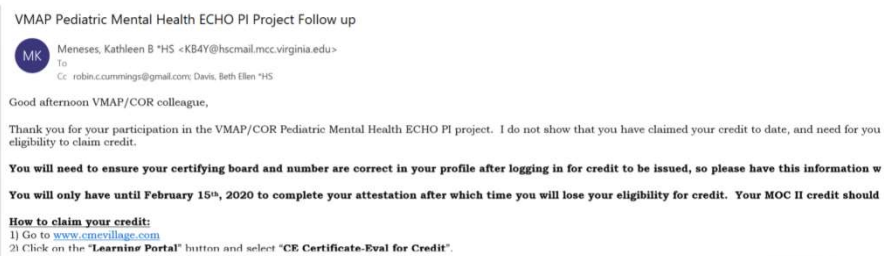 VMAP Pediatric Mental Health ECHO PI Project Follow up
MK
Meneses, Kathleen B *HS <KB4Y@hscmail.mcc.virginia.edu>
To
Cc robin.c.cummings@gmail.com; Davis, Beth Ellen *HS
Good afternoon VMAP/COR colleague,
Thank you for your participation in the VMAP/COR Pediatric Mental Health ECHO PI project. I do not show that you have claimed your credit to date, and need for you
eligibility to claim credit.
You will need to ensure your certifying board and number are correct in your profile after logging in for credit to be issued, so please have this information w
You will only have until February 15th, 2020 to complete your attestation after which time you will lose your eligibility for credit. Your MOC II credit should
How to claim your credit:
1) Go to www.cmevillage.com
2) Click on the "Learning Portal" button and select "CE Certificate-Eval for Credit".